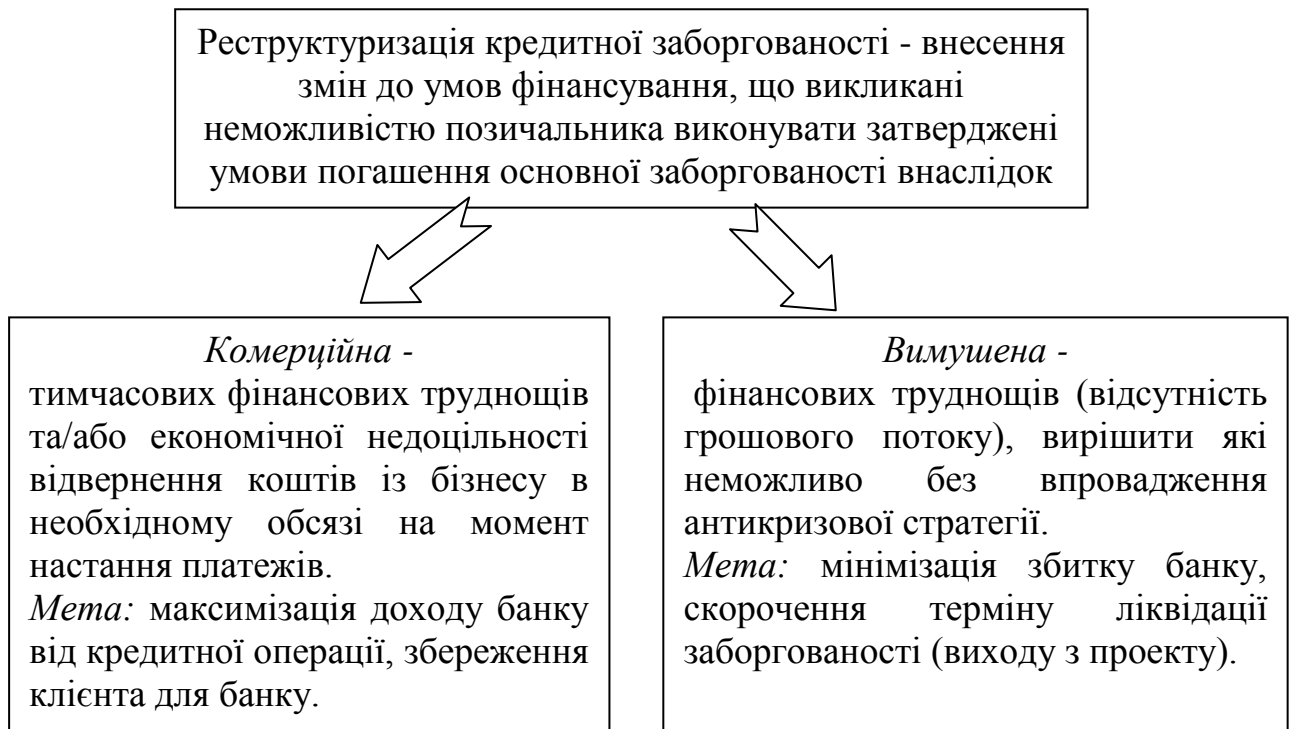 Реструктуризація кредитної заборгованості - внесення
змін до умов фінансування, що викликані
неможливістю позичальника виконувати затверджені
умови погашення основної заборгованості внаслідок
Комерційна -
тимчасових фінансових труднощів
та/або економічної недоцільності
відвернення коштів із бізнесу в
необхідному обсязі на момент
настання платежів.
Мета: максимізація доходу банку
від кредитної операції, збереження
клієнта для банку.
Вимушена -
фінансових труднощів (відсутність
грошового потоку), вирішити які
неможливо без впровадження
антикризової стратегії.
Мета: мінімізація збитку банку,
скорочення терміну ліквідації
заборгованості (виходу з проекту).